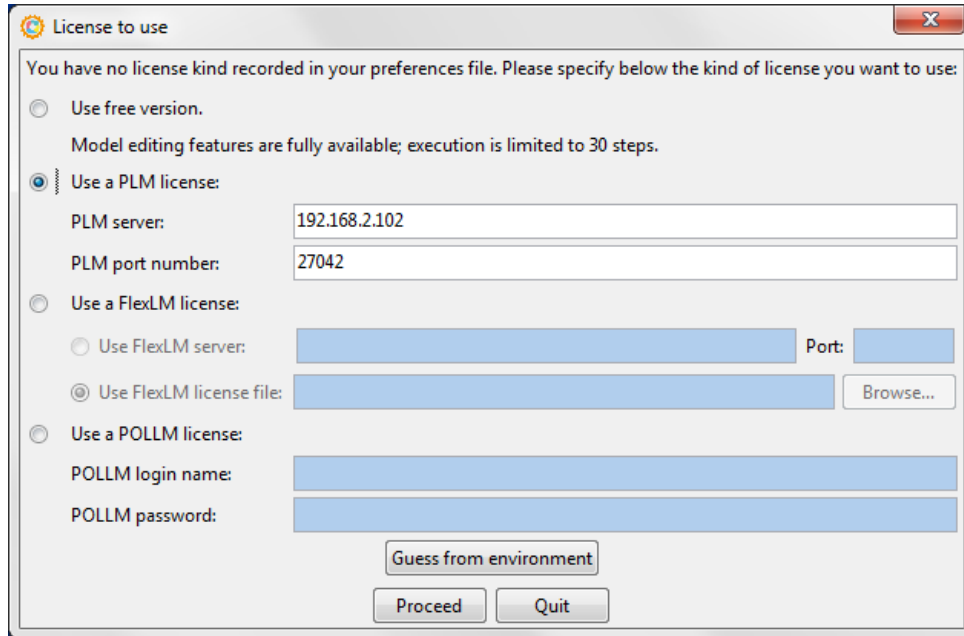 License to use
You have no license kind recorded in your preferences file. Please specify below the kind of license you want to use:
Use free version.
Model editing features are fully available; execution is limited to 30 steps.
Use a PLM license:
PLM server: 192.168.2.102
PLM port number: 27042
Use a FlexLM license:
Use FlexLM server: Port:
Use FlexLM license file: Browse...
Use a POLLM license:
POLLM login name:
POLLM password:
Guess from environment
Proceed Quit